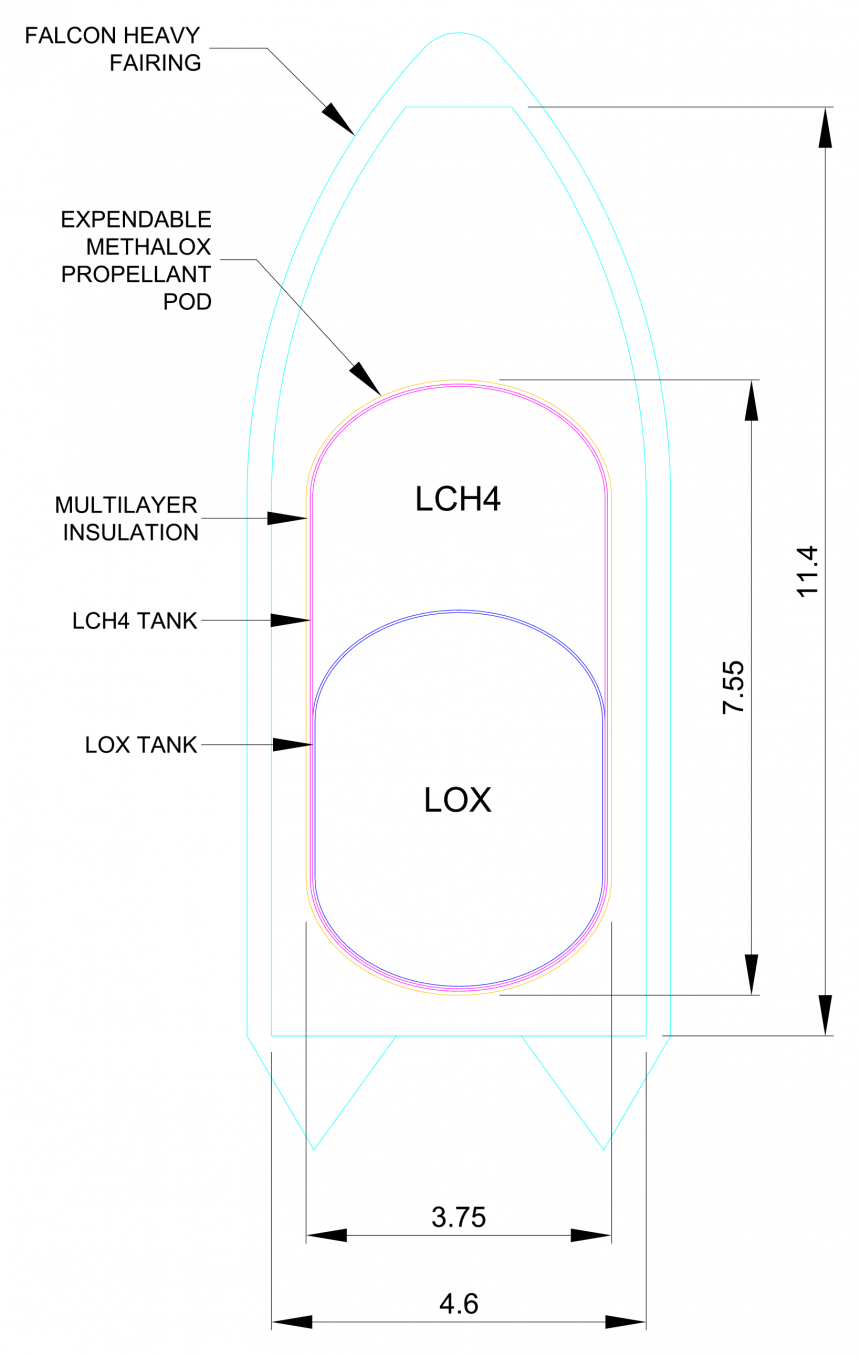 FALCON HEAVY
FAIRING
EXPENDABLE
METHALOX
PROPELLANT
POD
LCH4
MULTILAYER
INSULATION
11.4
LCH4 TANK
7.55
LOX TANK
LOX
3.75
4.6